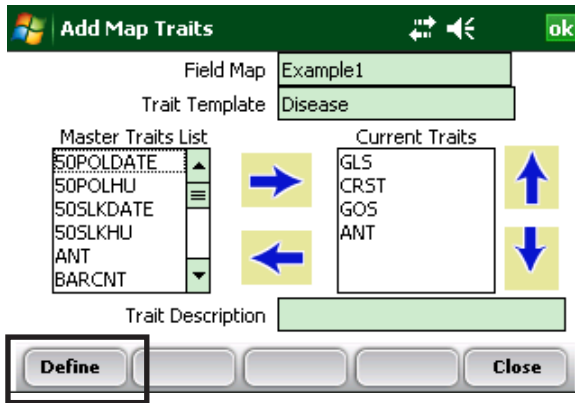 Add Map Traits
ok
Field Map Example1
Trait Template Disease
Master Traits List
50POLDATE
50POLHU
50SLKDATE
50SLKHU
ANT
BARCNT
Current Traits
GLS
CRST
GOS
ANT
Trait Description
Define
Close